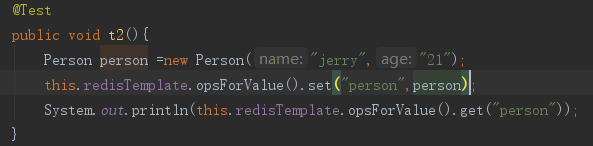 @Test
public void t2(){
Person person =new Person( name: "jerry", age: "21");
this.redisTemplate.opsForValue().set("person",person);
System.out.println(this.redisTemplate.opsForValue().get("person"));
}